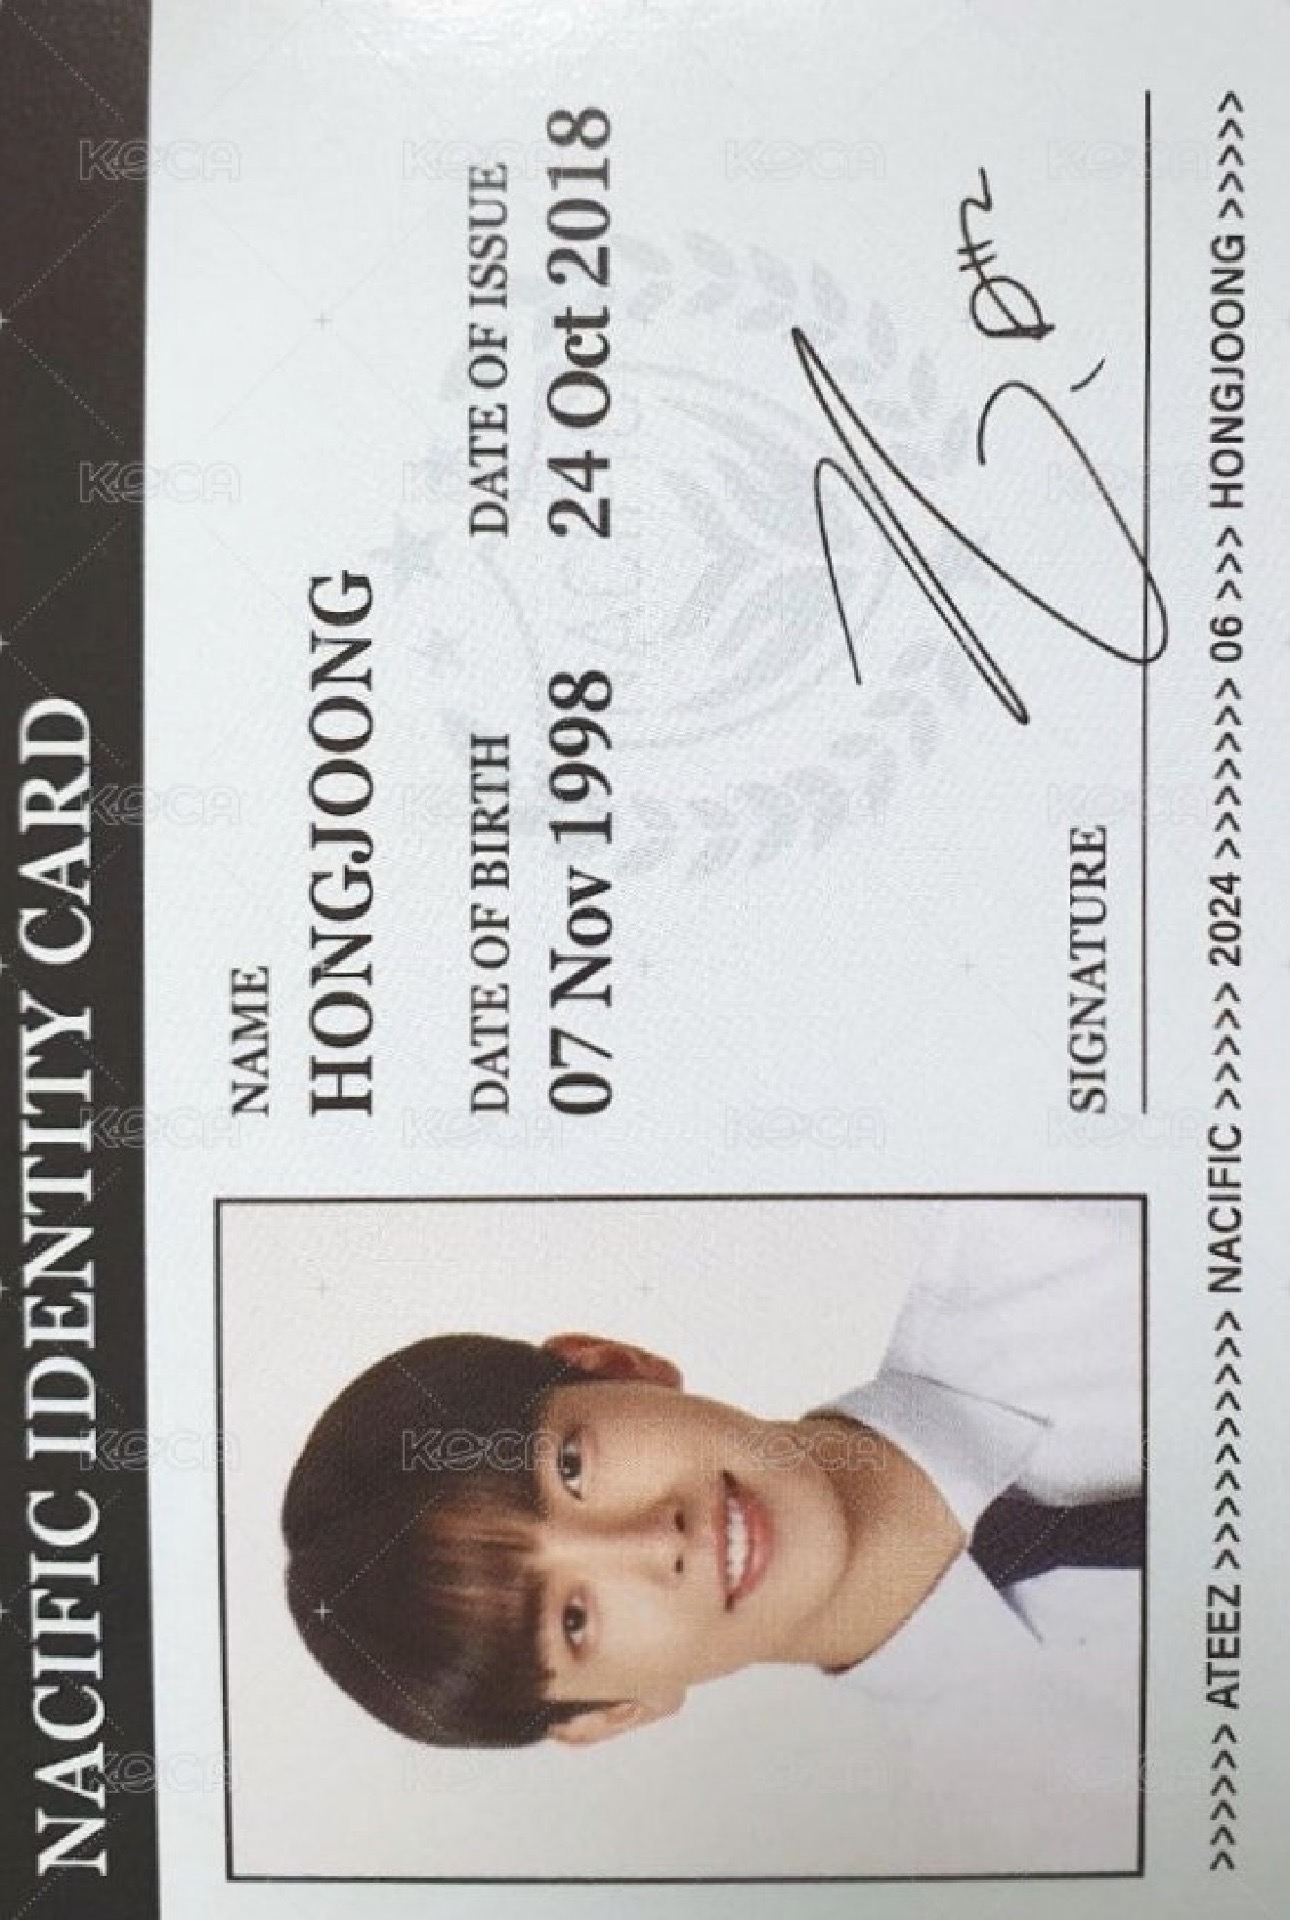 NACIFIC IDENTITY CARD
NAME
HONGJOONG
DATE OF BIRTH
07 Nov 1998
DATE OF ISSUE
24 Oct 2018
SIGNATURE
>>>>>> ATEEZ >>>>>>>>>>>> NACIFIC >>>>>> 2024 >>>>>>>>> 06 >>> HONGJOONG >>>>>
KOCA